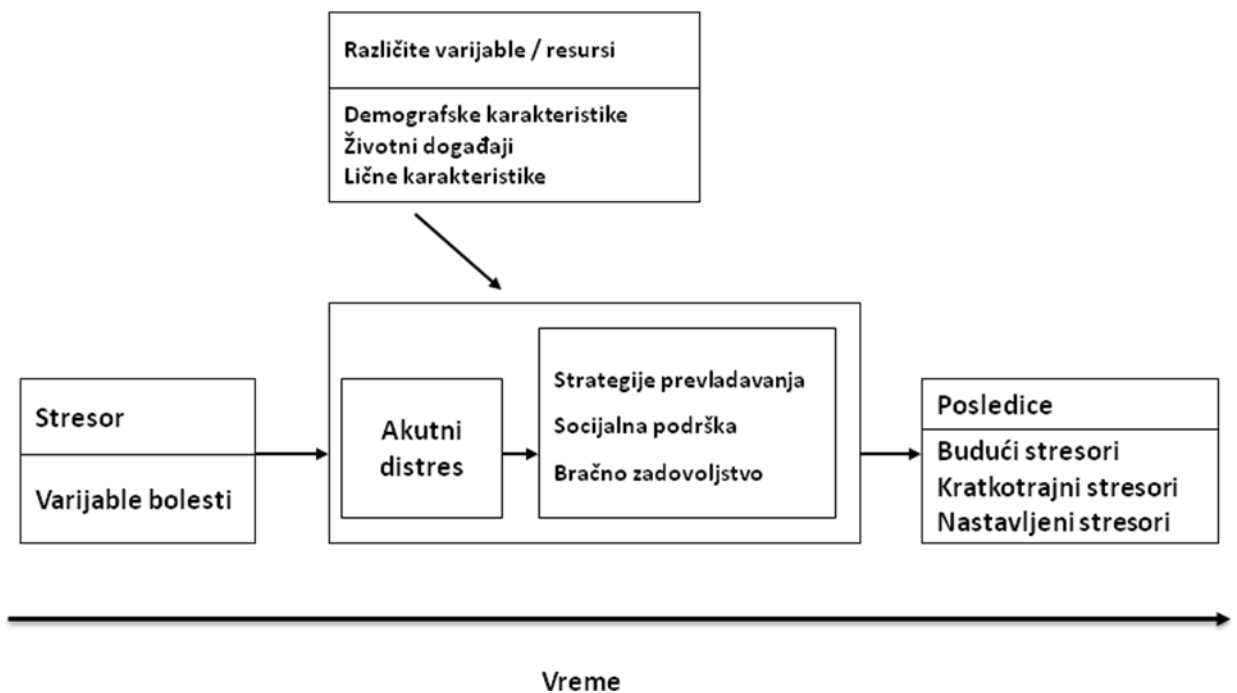 Različite varijable / resursi
Demografske karakteristike
Životni događaji
Lične karakteristike
Stresor
Varijable bolesti
Akutni
distres
Strategije prevladavanja
Socijalna podrška
Bračno zadovoljstvo
Posledice
Budući stresori
Kratkotrajni stresori
Nastavljeni stresori
Vreme